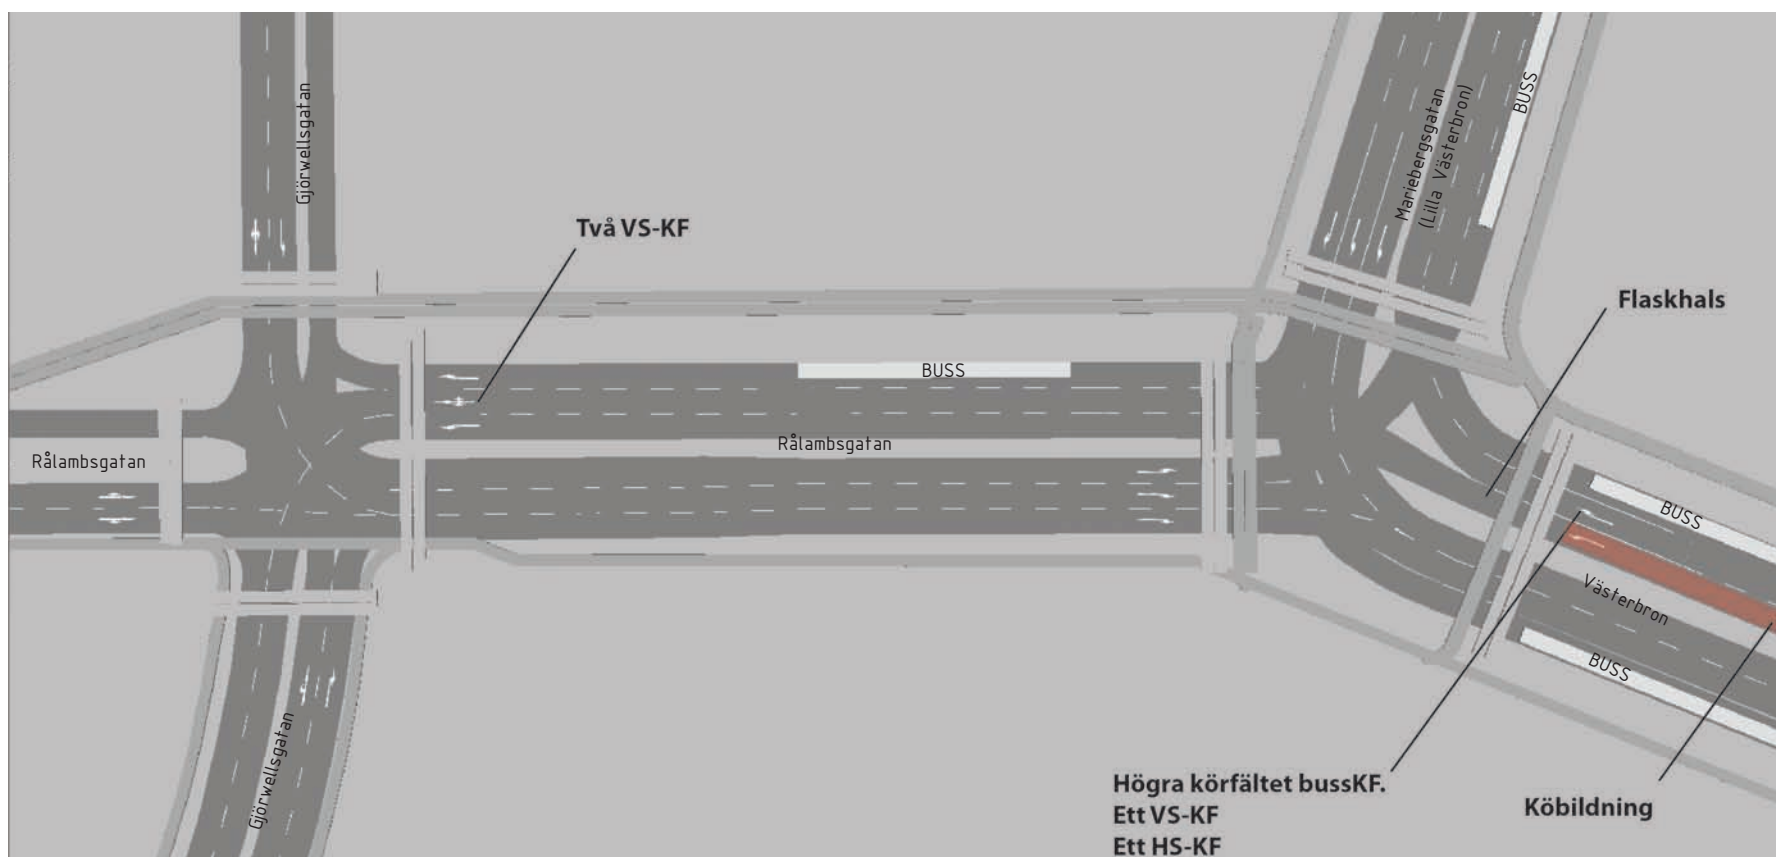 Gjörwellsgatan
Mariebergsgatan
(Lilla Västerbron)
BUSS
Två VS-KF
Flaskhals
BUSS
Rålambsgatan
Rålambsgatan
BUSS
Västerbron
BUSS
Gjörwellsgatan
Högra körfältet bussKF.
Ett VS-KF
Ett HS-KF
Köbildning